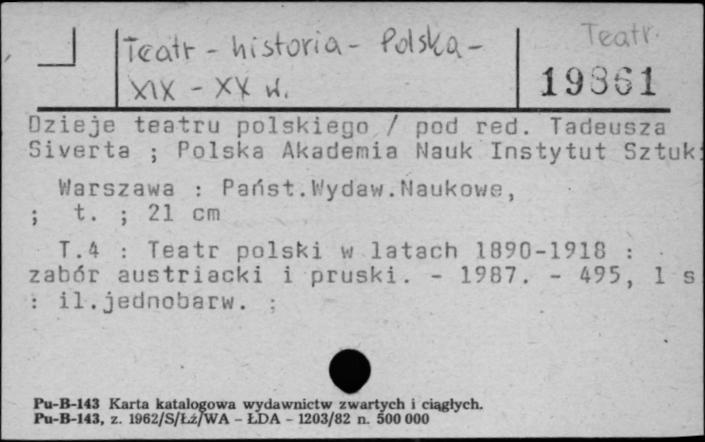 Teatr - historia - Polska -
XIX - XX w.
Teatr.
19861
Dzieje teatru polskiego / pod red. Tadeusza
Siverta ; Polska Akademia Nauk Instytut Sztuki
Warszawa : Państ.Wydaw.Naukowe,
; t. ; 21 cm
T.4 : Teatr polski w latach 1890-1918 :
zabór austriacki i pruski. - 1987. - 495, 1 s
: il.jednobarw. ;
Pu-B-143 Karta katalogowa wydawnictw zwartych i ciągłych.
Pu-B-143, z. 1962/S/Łź/WA - ŁDA - 1203/82 n. 500 000